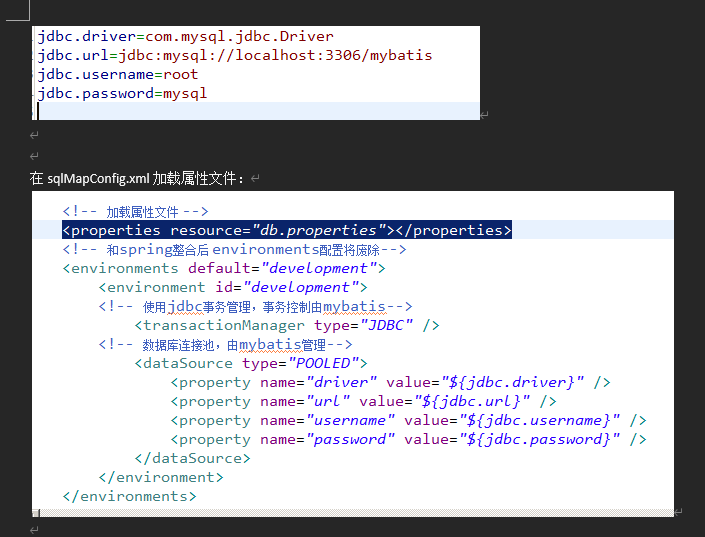 jdbc.driver=com.mysql.jdbc.Driver
jdbc.url=jdbc:mysql://localhost:3306/mybatis
jdbc.username=root
jdbc.password=mysql
在 sqlMapConfig.xml 加载属性文件：
<!-- 加载属性文件 -->
<properties resource="db.properties"></properties>
<!-- 和spring整合后 environments配置将废除-->
<environments default="development">
<environment id="development">
<!-- 使用jdbc事务管理，事务控制由mybatis-->
<transactionManager type="JDBC" />
<!-- 数据库连接池，由mybatis管理-->
<dataSource type="POOLED">
<property name="driver" value="${jdbc.driver}" />
<property name="url" value="${jdbc.url}" />
<property name="username" value="${jdbc.username}" />
<property name="password" value="${jdbc.password}" />
</dataSource>
</environment>
</environments>